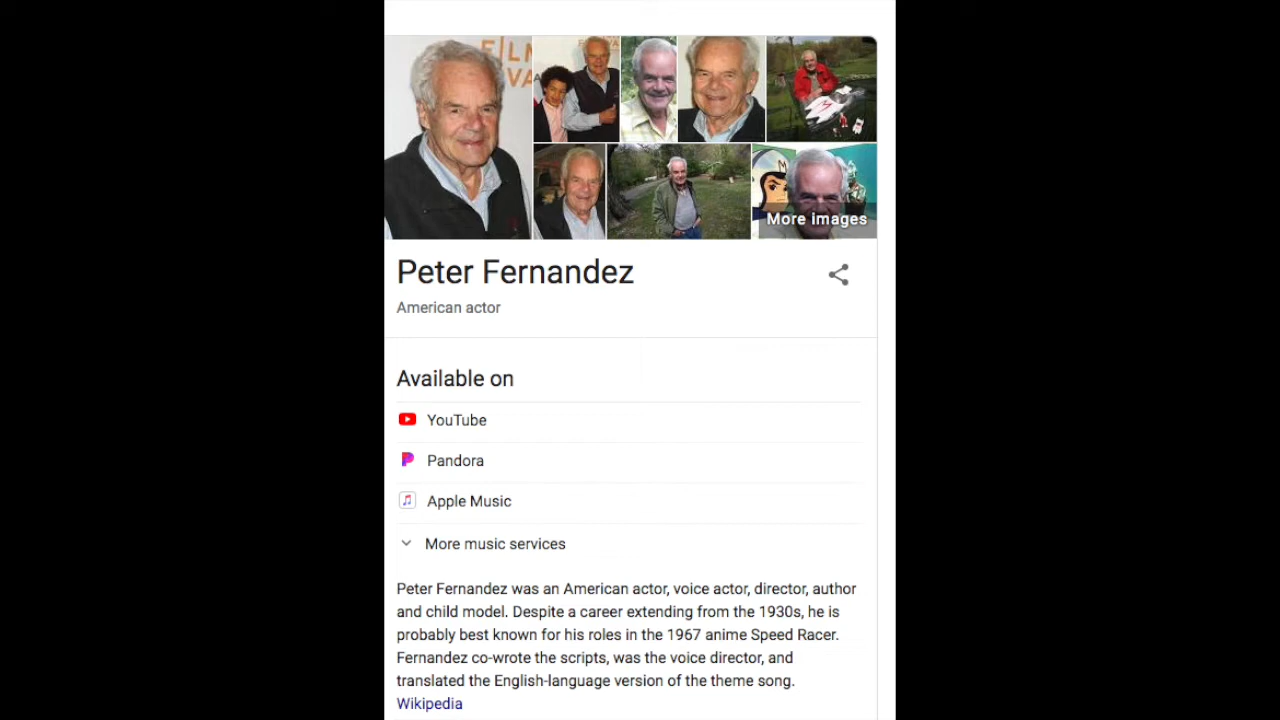 More images
Peter Fernandez
American actor
Available on
YouTube
Pandora
Apple Music
More music services
Peter Fernandez was an American actor, voice actor, director, author
and child model. Despite a career extending from the 1930s, he is
probably best known for his roles in the 1967 anime Speed Racer.
Fernandez co-wrote the scripts, was the voice director, and
translated the English-language version of the theme song.
Wikipedia